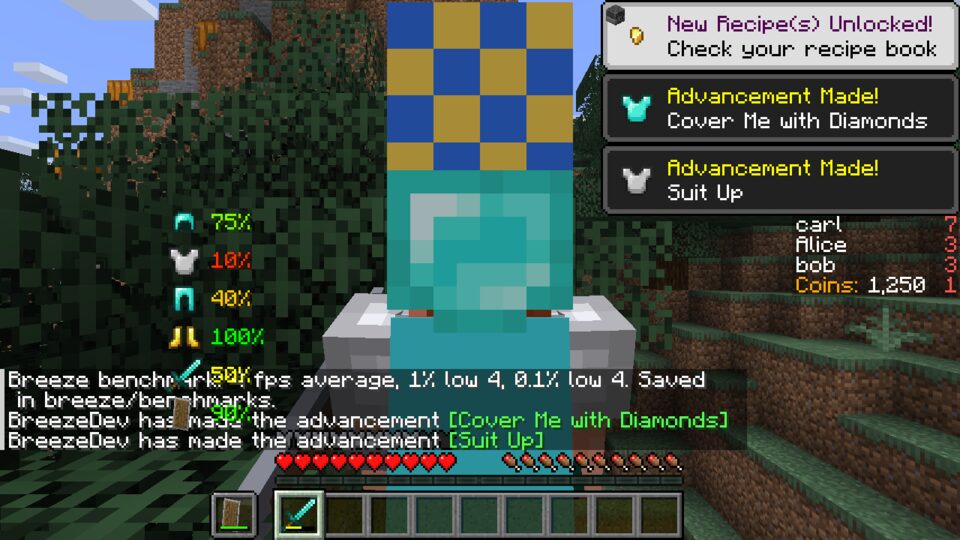 New Recipe(s) Unlocked!
Check your recipe book
Advancement Made!
Cover Me with Diamonds
Advancement Made!
Suit Up
carl 7
Alice 3
bob 3
Coins: 1,250 1
75%
10%
40%
100%
50%
90%
Breeze benchmark: fps average, 1% low 4, 0.1% low 4. Saved
in breeze/benchmarks.
BreezeDev has made the advancement [Cover Me with Diamonds]
BreezeDev has made the advancement [Suit Up]